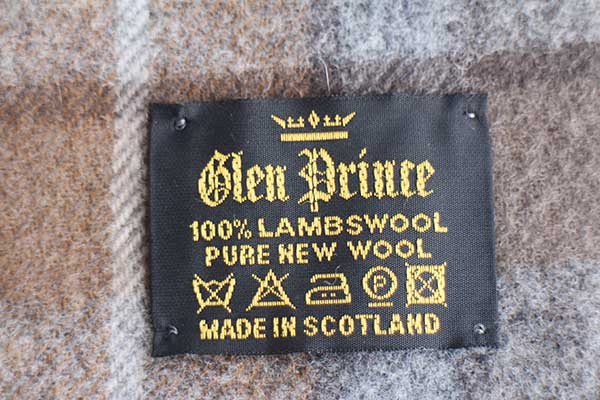 Glen Prince
100% LAMBSWOOL
PURE NEW WOOL
P
MADE IN SCOTLAND